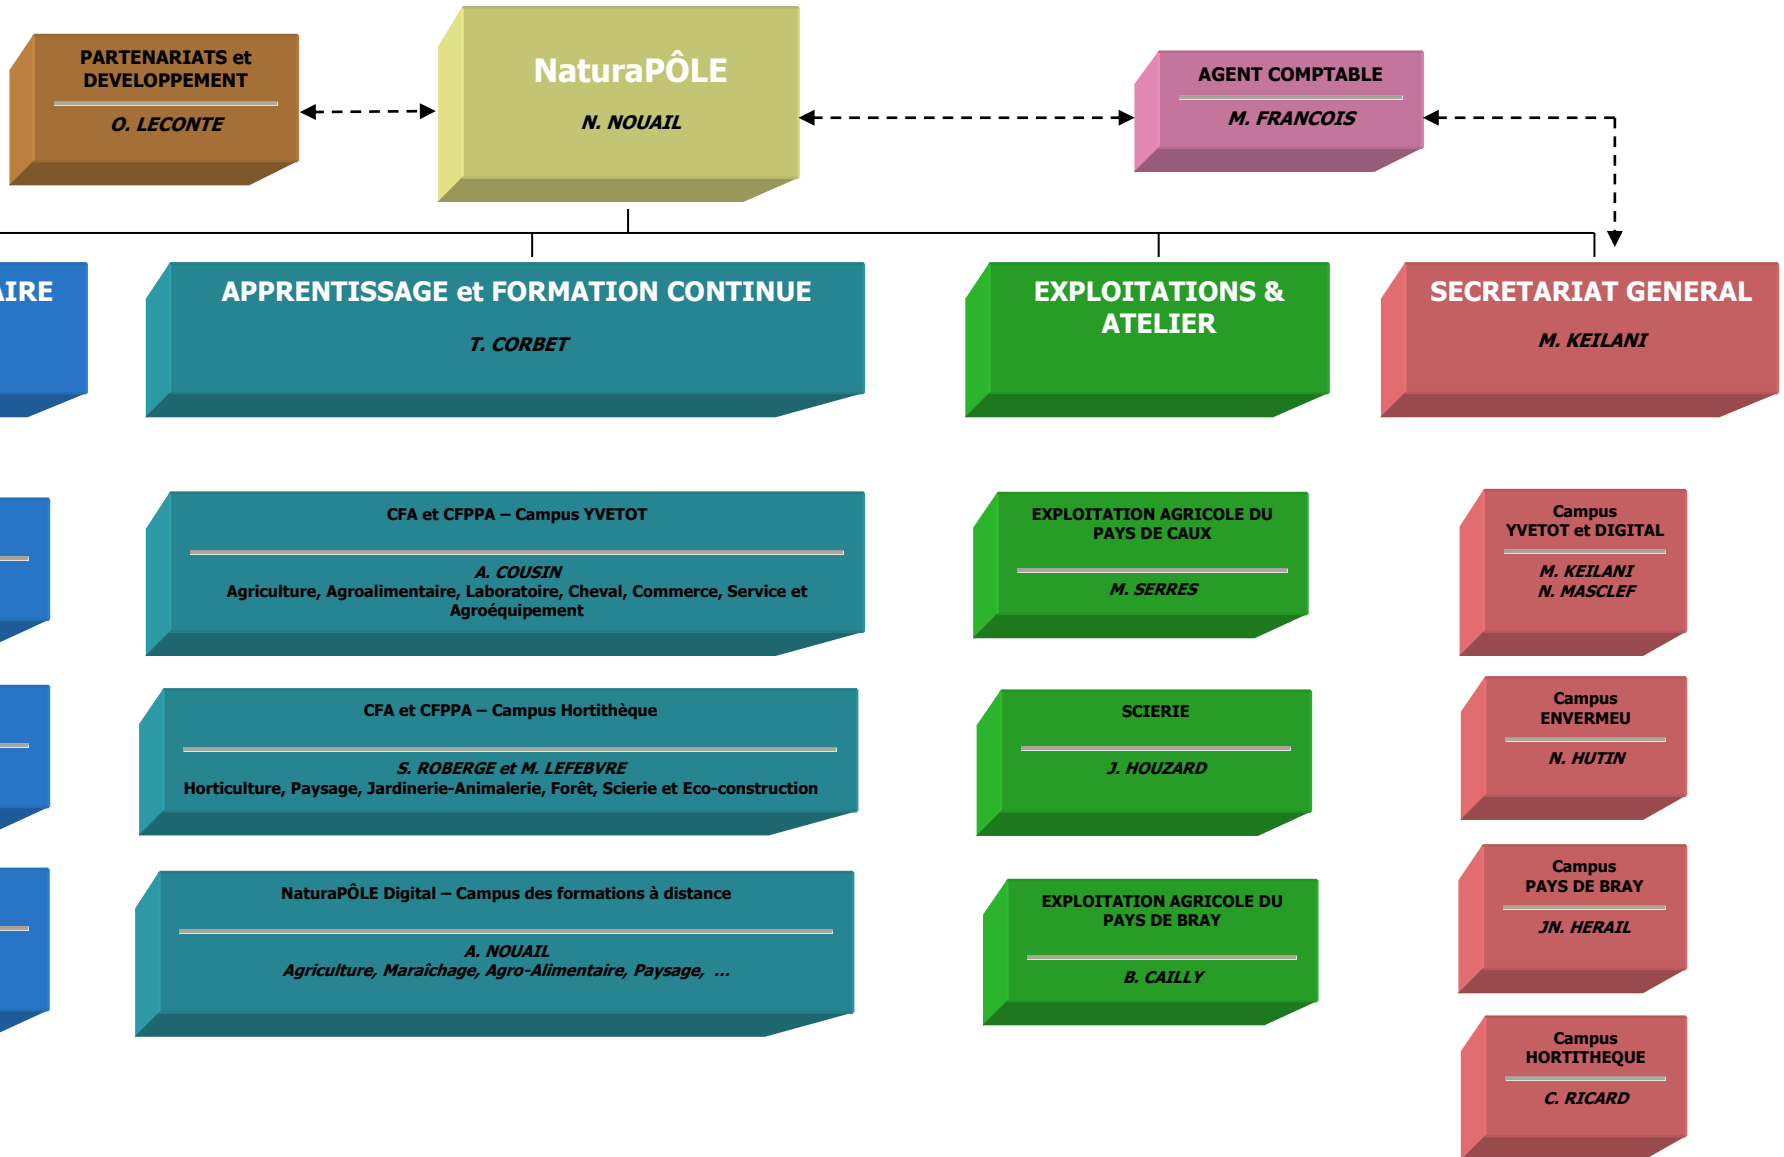 PARTENARIATS et
DEVELOPPEMENT
O. LECONTE
NaturaPÔLE
N. NOUAIL
AGENT COMPTABLE
M. FRANCOIS
AIRE
APPRENTISSAGE et FORMATION CONTINUE
T. CORBET
EXPLOITATIONS &
ATELIER
SECRETARIAT GENERAL
M. KEILANI
CFA et CFPPA – Campus YVETOT
A. COUSIN
Agriculture, Agroalimentaire, Laboratoire, Cheval, Commerce, Service et
Agroéquipement
CFA et CFPPA – Campus Hortithèque
S. ROBERGE et M. LEFEBVRE
Horticulture, Paysage, Jardinerie-Animalerie, Forêt, Scierie et Eco-construction
NaturaPÔLE Digital – Campus des formations à distance
A. NOUAIL
Agriculture, Maraîchage, Agro-Alimentaire, Paysage, ...
EXPLOITATION AGRICOLE DU
PAYS DE CAUX
M. SERRES
SCIERIE
J. HOUZARD
EXPLOITATION AGRICOLE DU
PAYS DE BRAY
B. CAILLY
Campus
YVETOT et DIGITAL
M. KEILANI
N. MASCLEF
Campus
ENVERMEU
N. HUTIN
Campus
PAYS DE BRAY
JN. HERAIL
Campus
HORTITHEQUE
C. RICARD